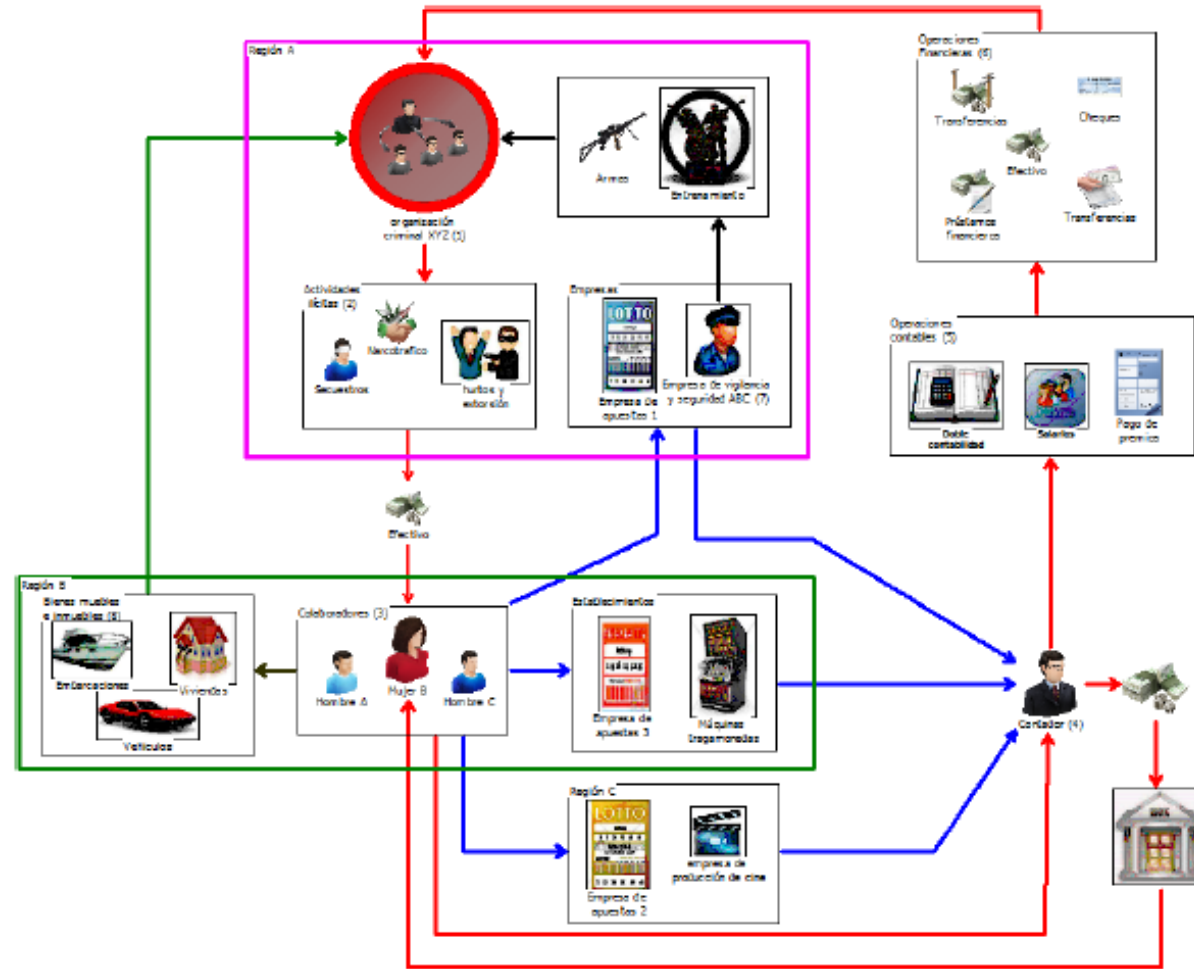 Región A
organización
criminal XYZ (1)
Armas
Entrenamiento
Operaciones
Financieras (6)
Transferencias
Cheques
Efectivo
Préstamos
financieros
Transferencias
Actividades
ilícitas (2)
Narcotrafico
Secuestros
hurtos y
extorsión
Empresas
LOTTO
Empresa de
apuestas 1
Empresa de vigilancia
y seguridad ABC (7)
Operaciones
contables (5)
Doble
contabilidad
Salarios
Pago de
premios
Efectivo
Región B
Bienes muebles
e inmuebles (8)
Embarcaciones
Viviendas
Vehículos
Colaboradores (3)
Hombre A
Mujer B
Hombre C
Establecimientos
Empresa de
apuestas 3
Máquinas
tragamonedas
Contador (4)
Región C
LOTTO
Empresa de
apuestas 2
empresa de
producción de cine